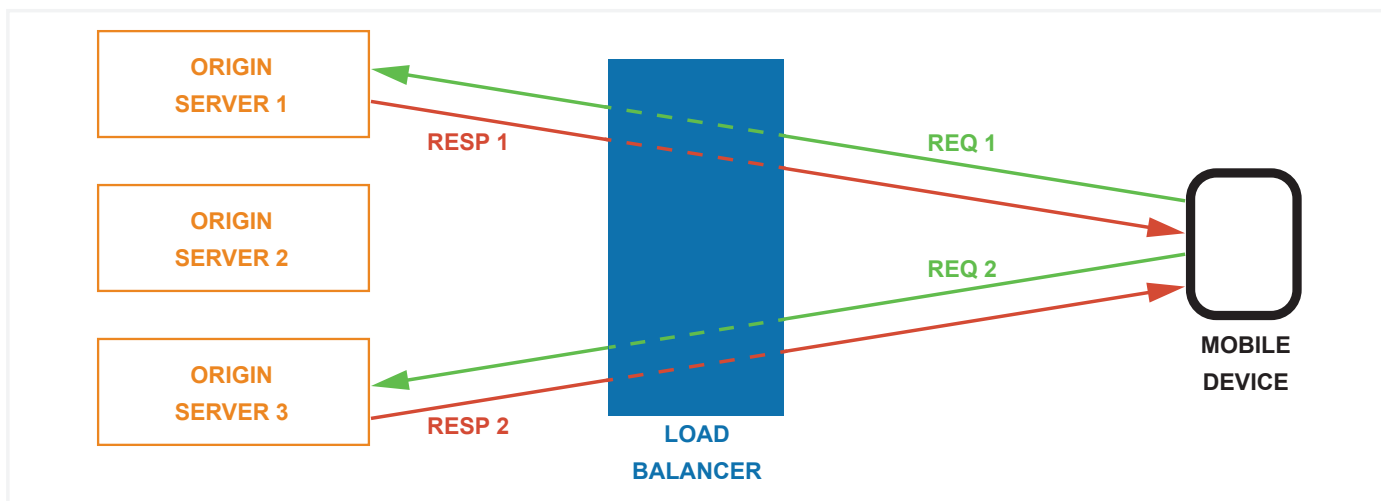 ORIGIN
SERVER 1
RESP 1
REQ 1
ORIGIN
SERVER 2
REQ 2
ORIGIN
SERVER 3
RESP 2
LOAD
BALANCER
MOBILE
DEVICE